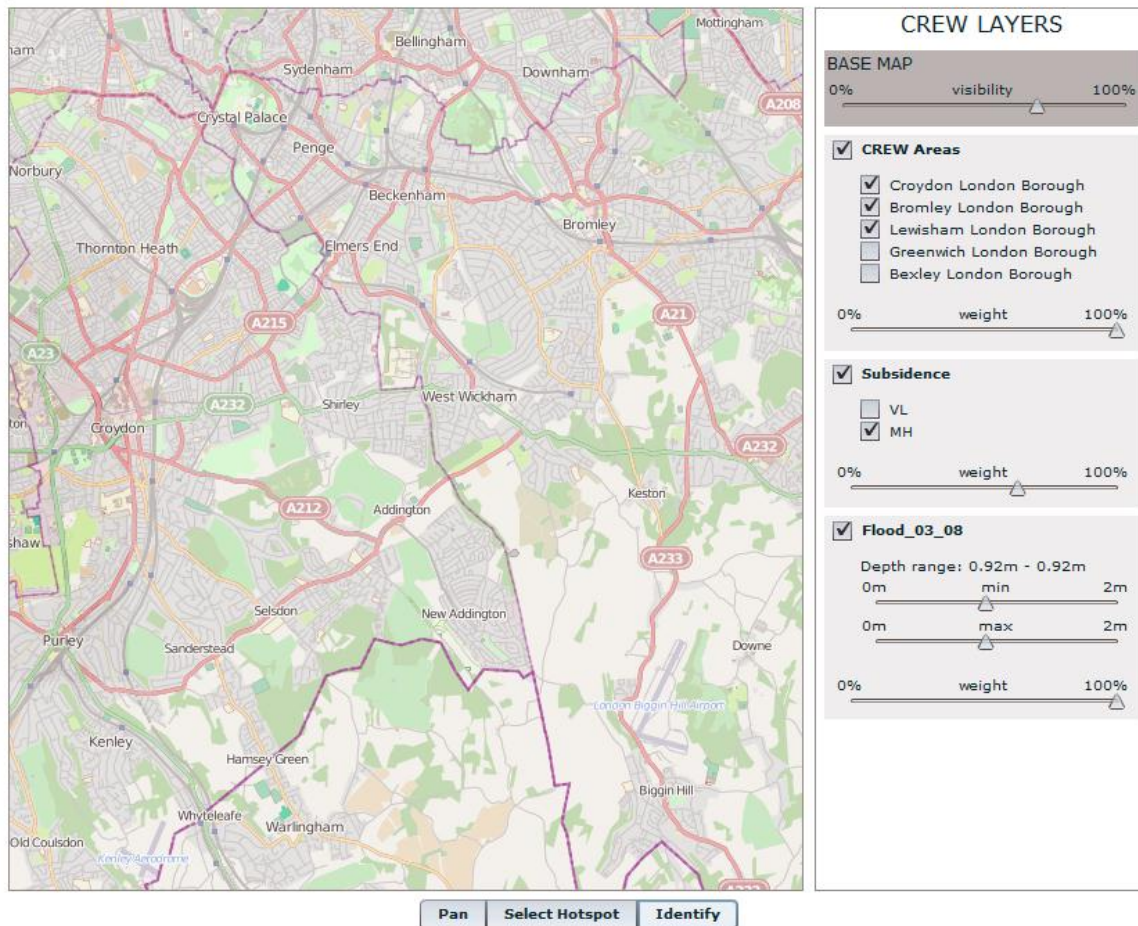 Mottingham
Bellingham
Sydenham
Downham
A208
Crystal Palace
Penge
Norbury
Beckenham
Bromley
Thornton Heath
Elmers End
A21
A215
A23
West Wickham
A232
Shirley
Croydon
A232
Keston
A212
Addington
A233
Selsdon
New Addington
Purley
Sanderstead
Downe
London Biggin Hill Airport
Kenley
Hamsey Green
Biggin Hill
Whyteleafe
Warlingham
Old Coulsdon
Kenley Aerodrome
CREW LAYERS
BASE MAP
0% visibility 100%
CREW Areas
Croydon London Borough
Bromley London Borough
Lewisham London Borough
Greenwich London Borough
Bexley London Borough
0% weight 100%
Subsidence
VL
MH
0% weight 100%
Flood_03_08
Depth range: 0.92m - 0.92m
0m min 2m
0m max 2m
0% weight 100%
Pan Select Hotspot Identify